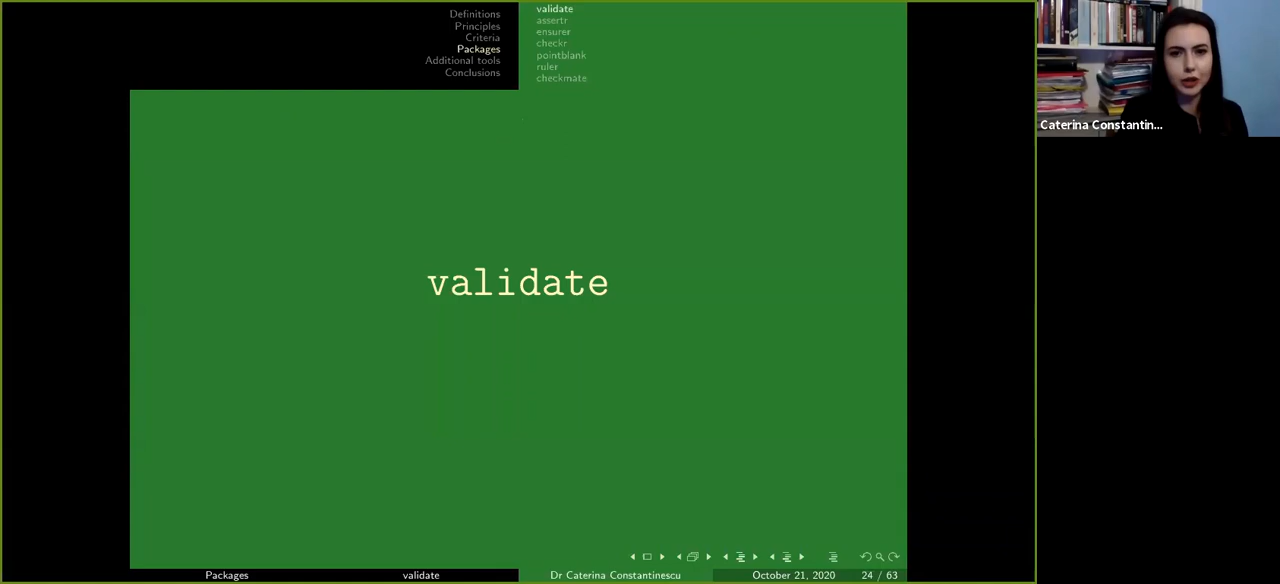 Definitions
Principles
Criteria
Packages
Additional tools
Conclusions
validate
assertr
ensurer
checkr
pointblank
ruler
checkmate
Caterina Constantin...
validate
Packages
validate
Dr Caterina Constantinescu
October 21, 2020
24 / 63